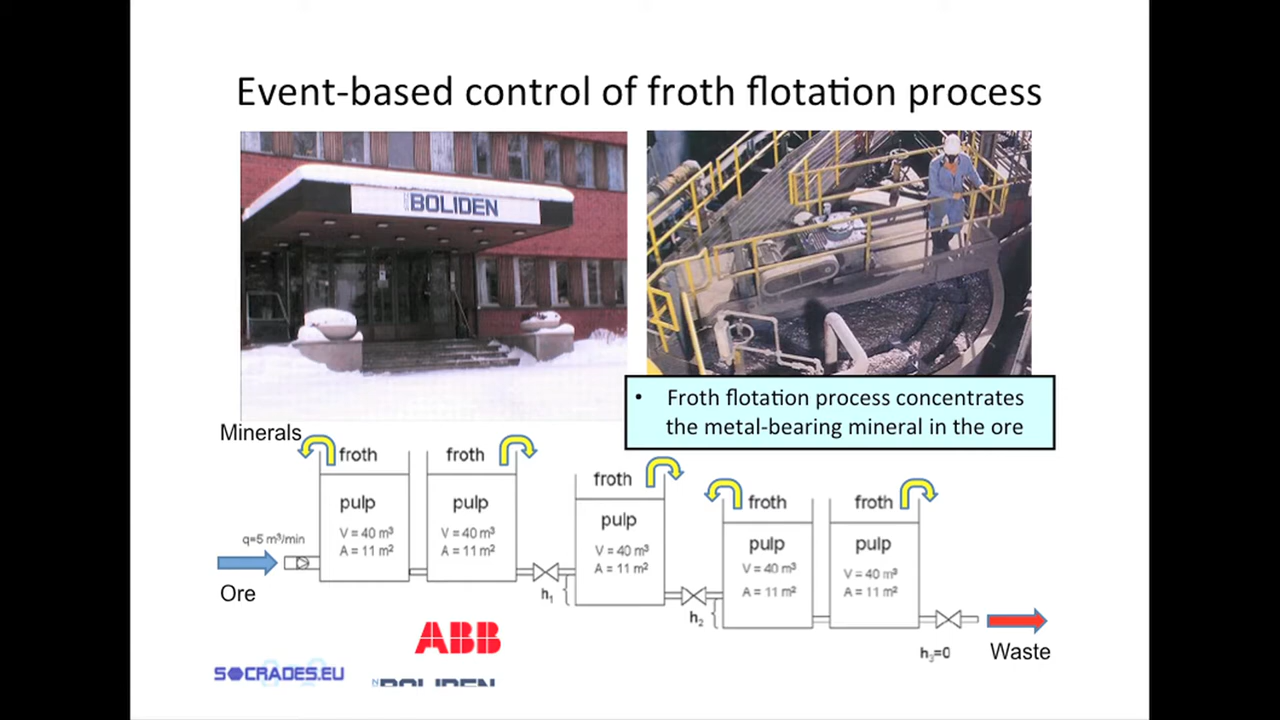 Event-based control of froth flotation process
BOLIDEN
• Froth flotation process concentrates
the metal-bearing mineral in the ore
Minerals
froth
froth
froth
froth
froth
pulp
V = 40 m³
A = 11 m²
pulp
V = 40 m³
A = 11 m²
pulp
V = 40 m³
A = 11 m²
pulp
V = 40 m³
A = 11 m²
pulp
V = 40 m³
A = 11 m²
q=5 m³/min
Ore
h₁
h₂
h₃=0
Waste
ABB
SOCRADES.EU
BOLIDEN